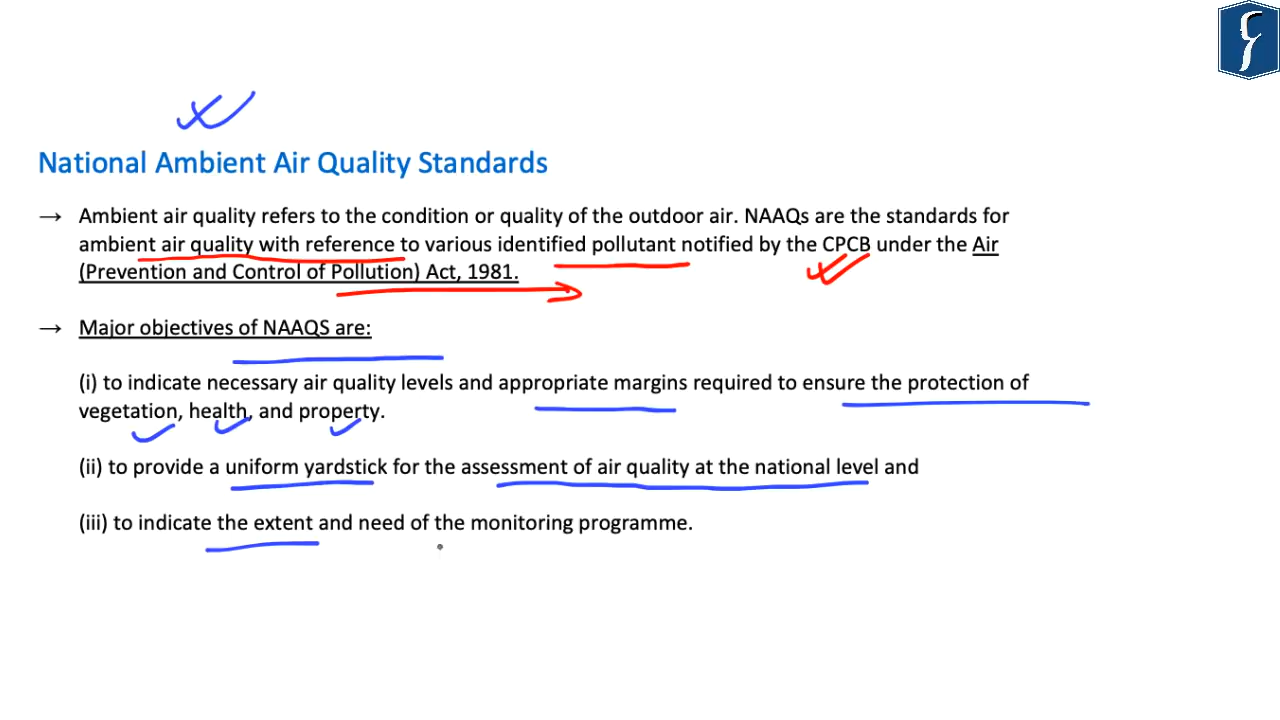 National Ambient Air Quality Standards
→ Ambient air quality refers to the condition or quality of the outdoor air. NAAQs are the standards for
ambient air quality with reference to various identified pollutant notified by the CPCB under the Air
(Prevention and Control of Pollution) Act, 1981.
→ Major objectives of NAAQS are:
(i) to indicate necessary air quality levels and appropriate margins required to ensure the protection of
vegetation, health, and property.
(ii) to provide a uniform yardstick for the assessment of air quality at the national level and
(iii) to indicate the extent and need of the monitoring programme.